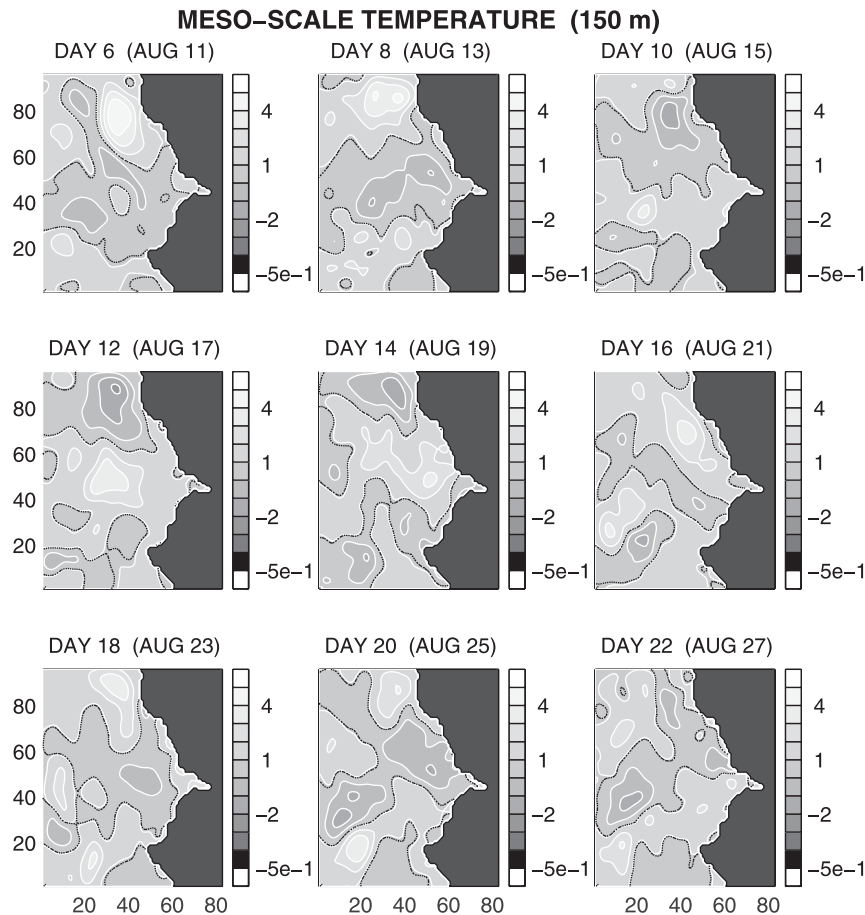 MESO−SCALE TEMPERATURE (150 m)
DAY 6 (AUG 11) DAY 8 (AUG 13) DAY 10 (AUG 15)
80 4 4 4
60 1 1 1
40 −2 −2 −2
20 −5e−1 −5e−1 −5e−1
DAY 12 (AUG 17) DAY 14 (AUG 19) DAY 16 (AUG 21)
80 4 4 4
60 1 1 1
40 −2 −2 −2
20 −5e−1 −5e−1 −5e−1
DAY 18 (AUG 23) DAY 20 (AUG 25) DAY 22 (AUG 27)
80 4 4 4
60 1 1 1
40 −2 −2 −2
20 −5e−1 −5e−1 −5e−1
20 40 60 80 20 40 60 80 20 40 60 80